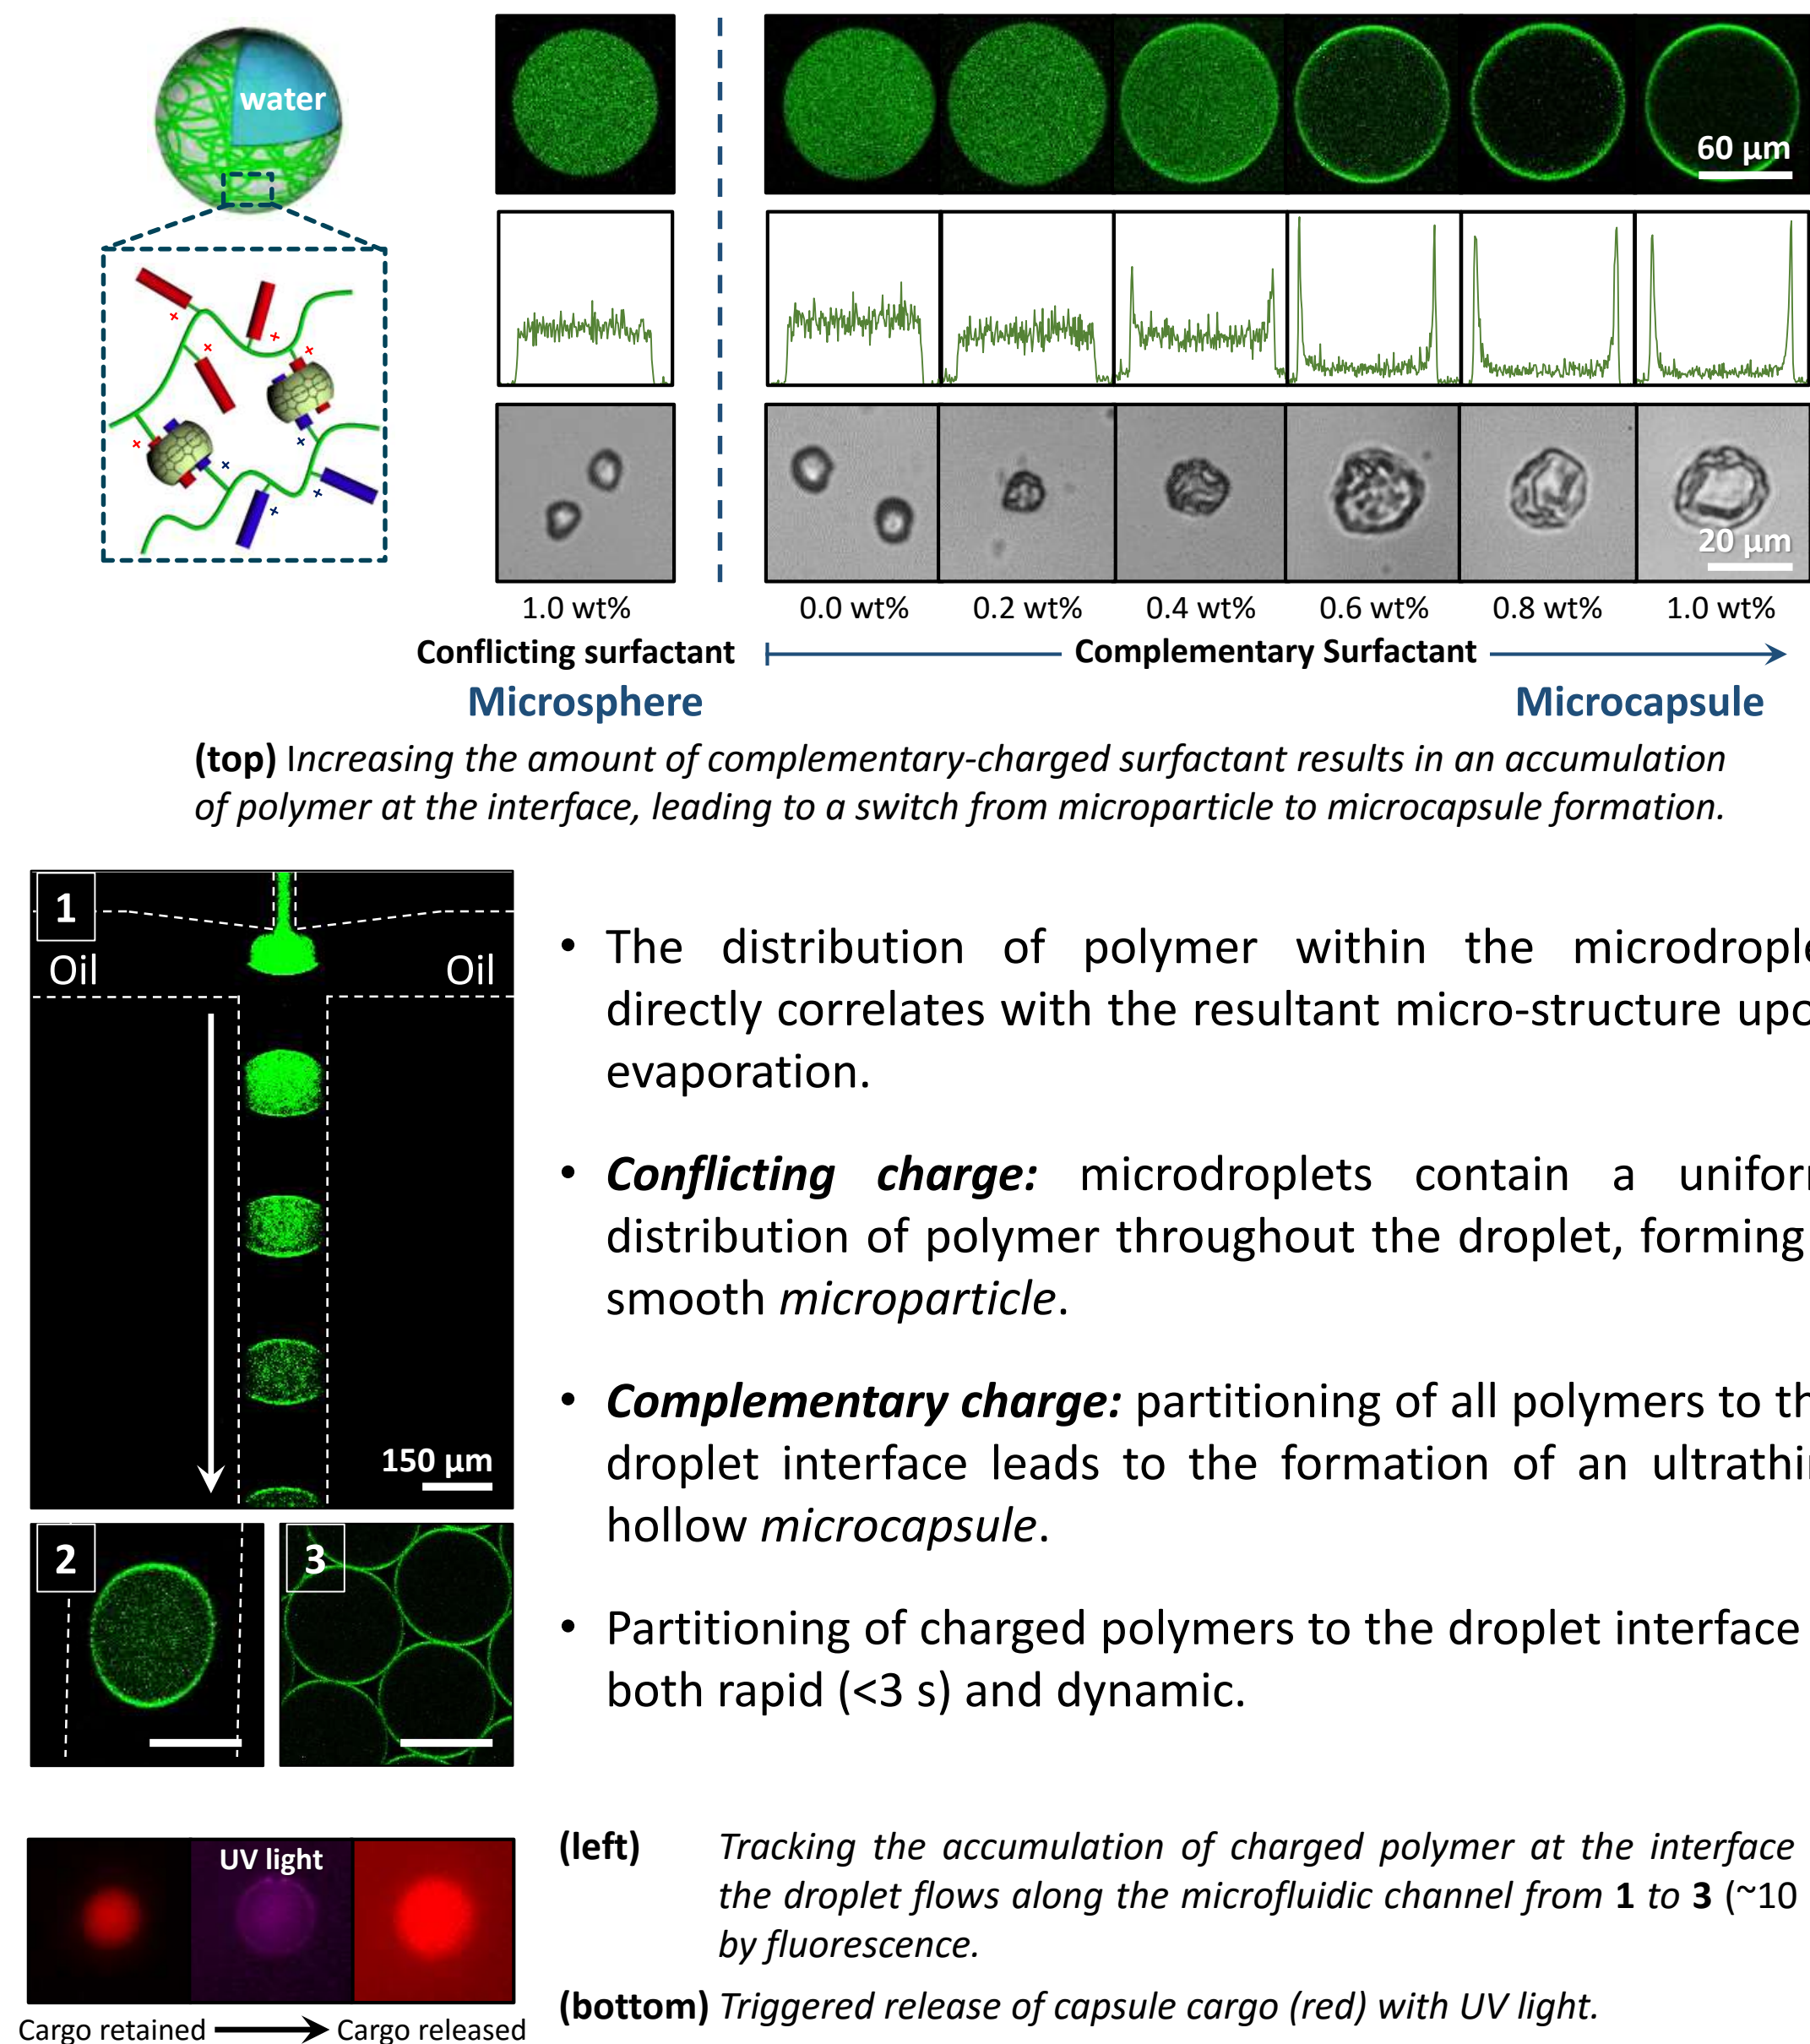 water
60 µm
20 µm
1.0 wt%
0.0 wt%
0.2 wt%
0.4 wt%
0.6 wt%
0.8 wt%
1.0 wt%
Conflicting surfactant
Complementary Surfactant
Microsphere
Microcapsule
(top) Increasing the amount of complementary-charged surfactant results in an accumulation
of polymer at the interface, leading to a switch from microparticle to microcapsule formation.
1
Oil
Oil
150 µm
2
3
• The distribution of polymer within the
directly correlates with the resultant micro-structure
evaporation.
• Conflicting charge: microdroplets contain a
distribution of polymer throughout the droplet, forming
smooth microparticle.
• Complementary charge: partitioning of all polymers to
droplet interface leads to the formation of an
hollow microcapsule.
• Partitioning of charged polymers to the droplet interface
both rapid (<3 s) and dynamic.
UV light
Cargo retained
Cargo released
(left) Tracking the accumulation of charged polymer at the interface
the droplet flows along the microfluidic channel from 1 to 3 (~10
by fluorescence.
(bottom) Triggered release of capsule cargo (red) with UV light.